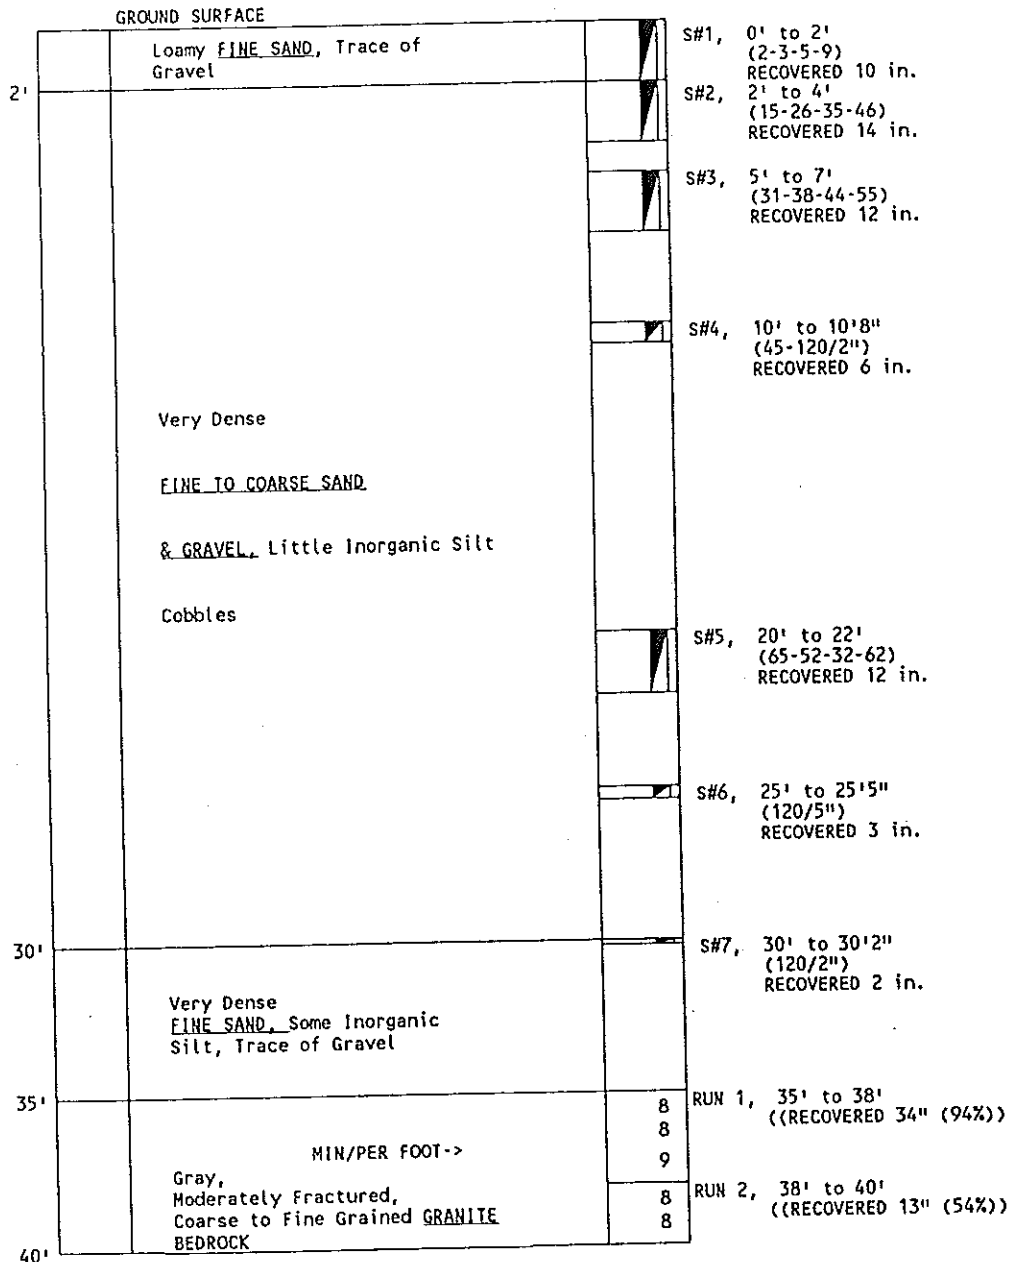 GROUND SURFACE
Loamy FINE SAND, Trace of
Gravel
S#1, 0' to 2'
(2-3-5-9)
RECOVERED 10 in.
2'
S#2, 2' to 4'
(15-26-35-46)
RECOVERED 14 in.
S#3, 5' to 7'
(31-38-44-55)
RECOVERED 12 in.
S#4, 10' to 10'8"
(45-120/2")
RECOVERED 6 in.
Very Dense
FINE TO COARSE SAND
& GRAVEL, Little Inorganic Silt
Cobbles
S#5, 20' to 22'
(65-52-32-62)
RECOVERED 12 in.
S#6, 25' to 25'5"
(120/5")
RECOVERED 3 in.
30'
S#7, 30' to 30'2"
(120/2")
RECOVERED 2 in.
Very Dense
FINE SAND, Some Inorganic
Silt, Trace of Gravel
35'
8 RUN 1, 35' to 38'
((RECOVERED 34" (94%))
8
MIN/PER FOOT-> 9
Gray,
Moderately Fractured,
Coarse to Fine Grained GRANITE
BEDROCK
8 RUN 2, 38' to 40'
((RECOVERED 13" (54%))
8
40'